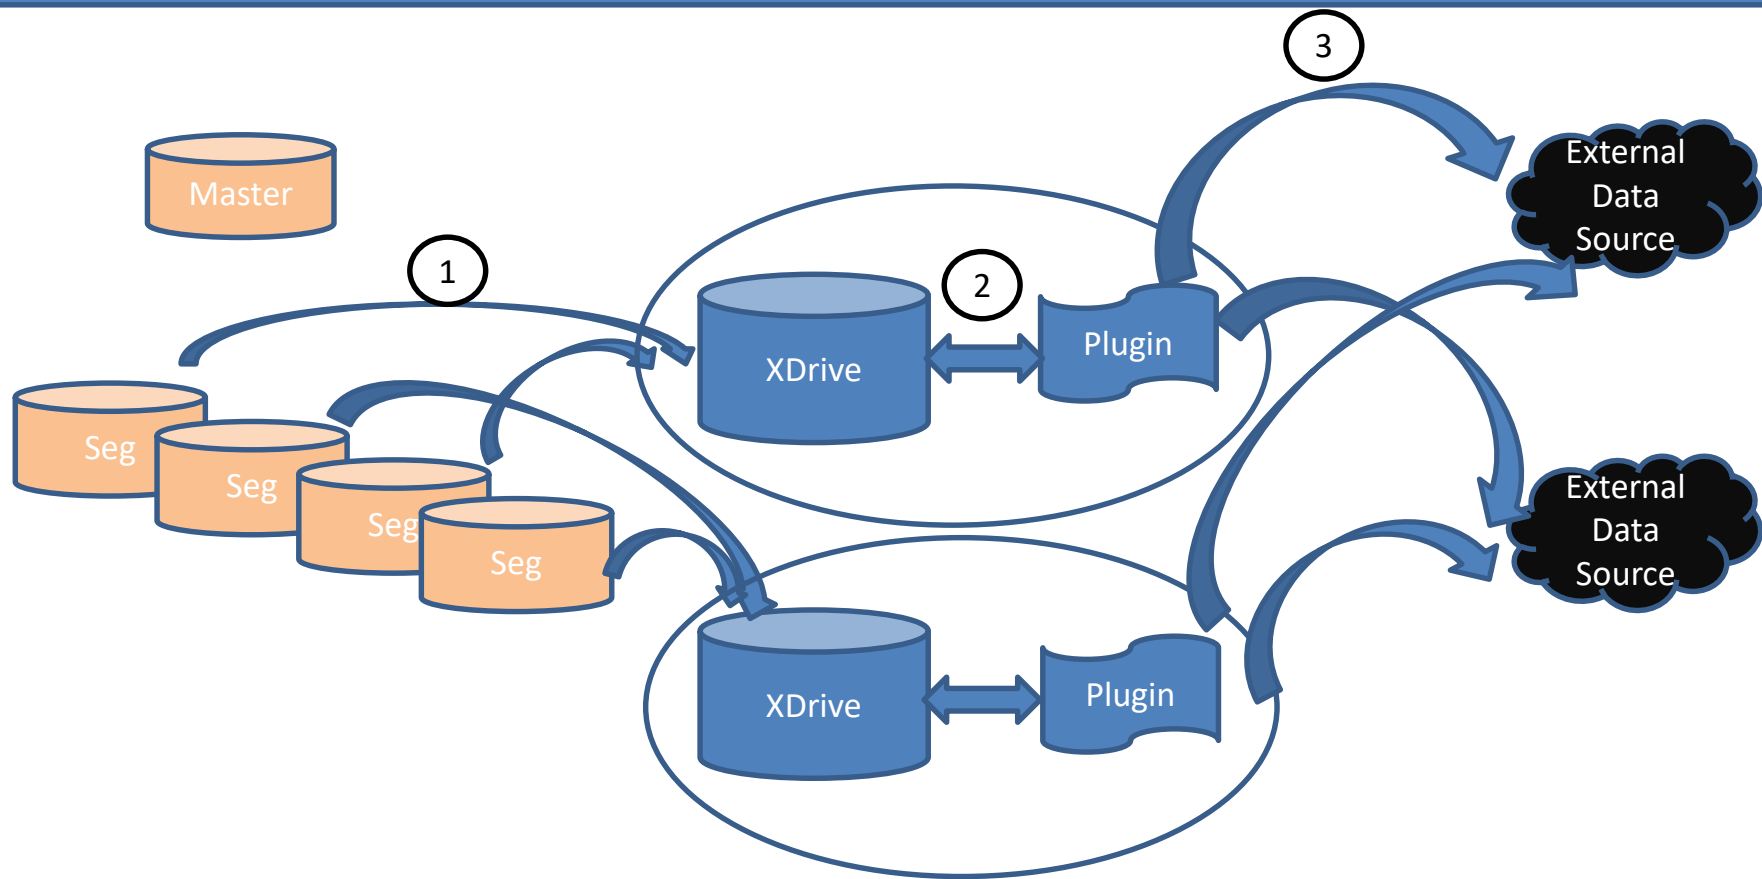 3
Master
External
Data
Source
1
2
XDrive
Plugin
Seg
Seg
Seg
Seg
External
Data
Source
XDrive
Plugin